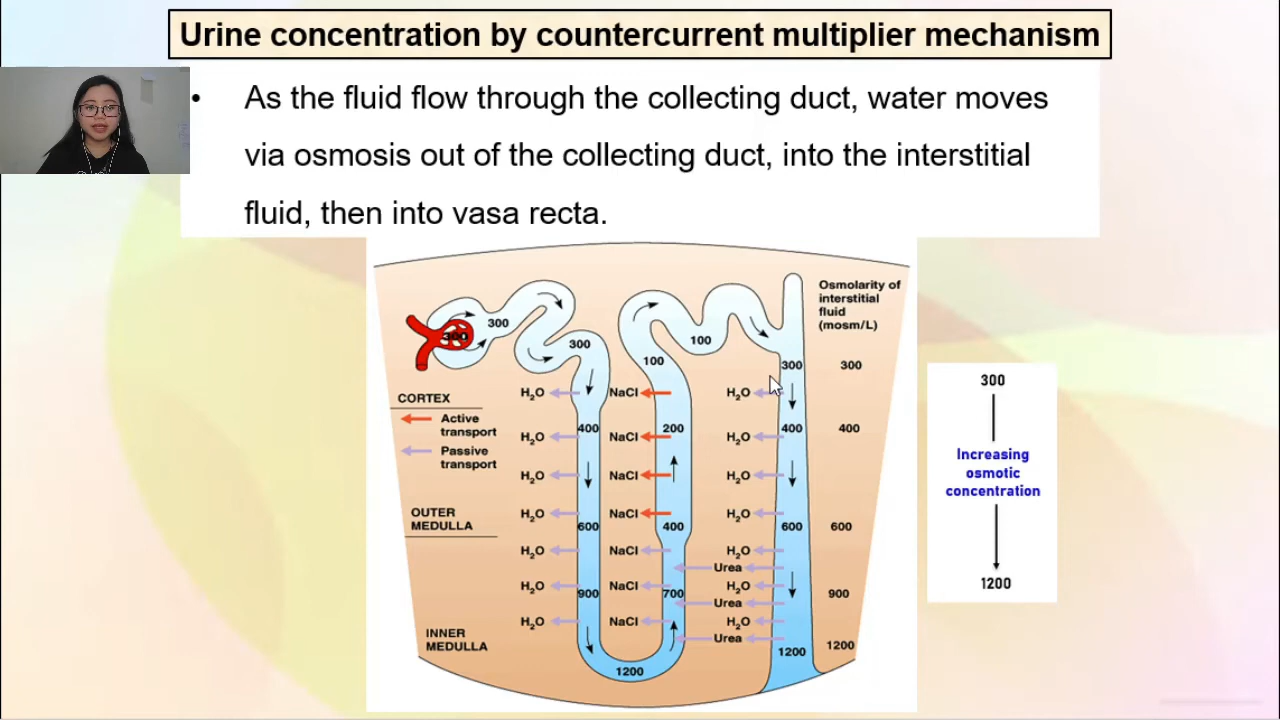 Urine concentration by countercurrent multiplier mechanism
• As the fluid flow through the collecting duct, water moves
via osmosis out of the collecting duct, into the interstitial
fluid, then into vasa recta.
Osmolarity of
interstitial
fluid
(mosm/L)
300
300
300
100
100
300
300
CORTEX
Active
transport
Passive
transport
OUTER
MEDULLA
INNER
MEDULLA
H₂O
H₂O
H₂O
H₂O
H₂O
H₂O
H₂O
400
600
900
1200
NaCl
NaCl
NaCl
NaCl
NaCl
NaCl
NaCl
200
400
700
H₂O
H₂O
H₂O
H₂O
H₂O
Urea
H₂O
Urea
H₂O
Urea
400
600
1200
400
600
900
1200
300
Increasing
osmotic
concentration
1200